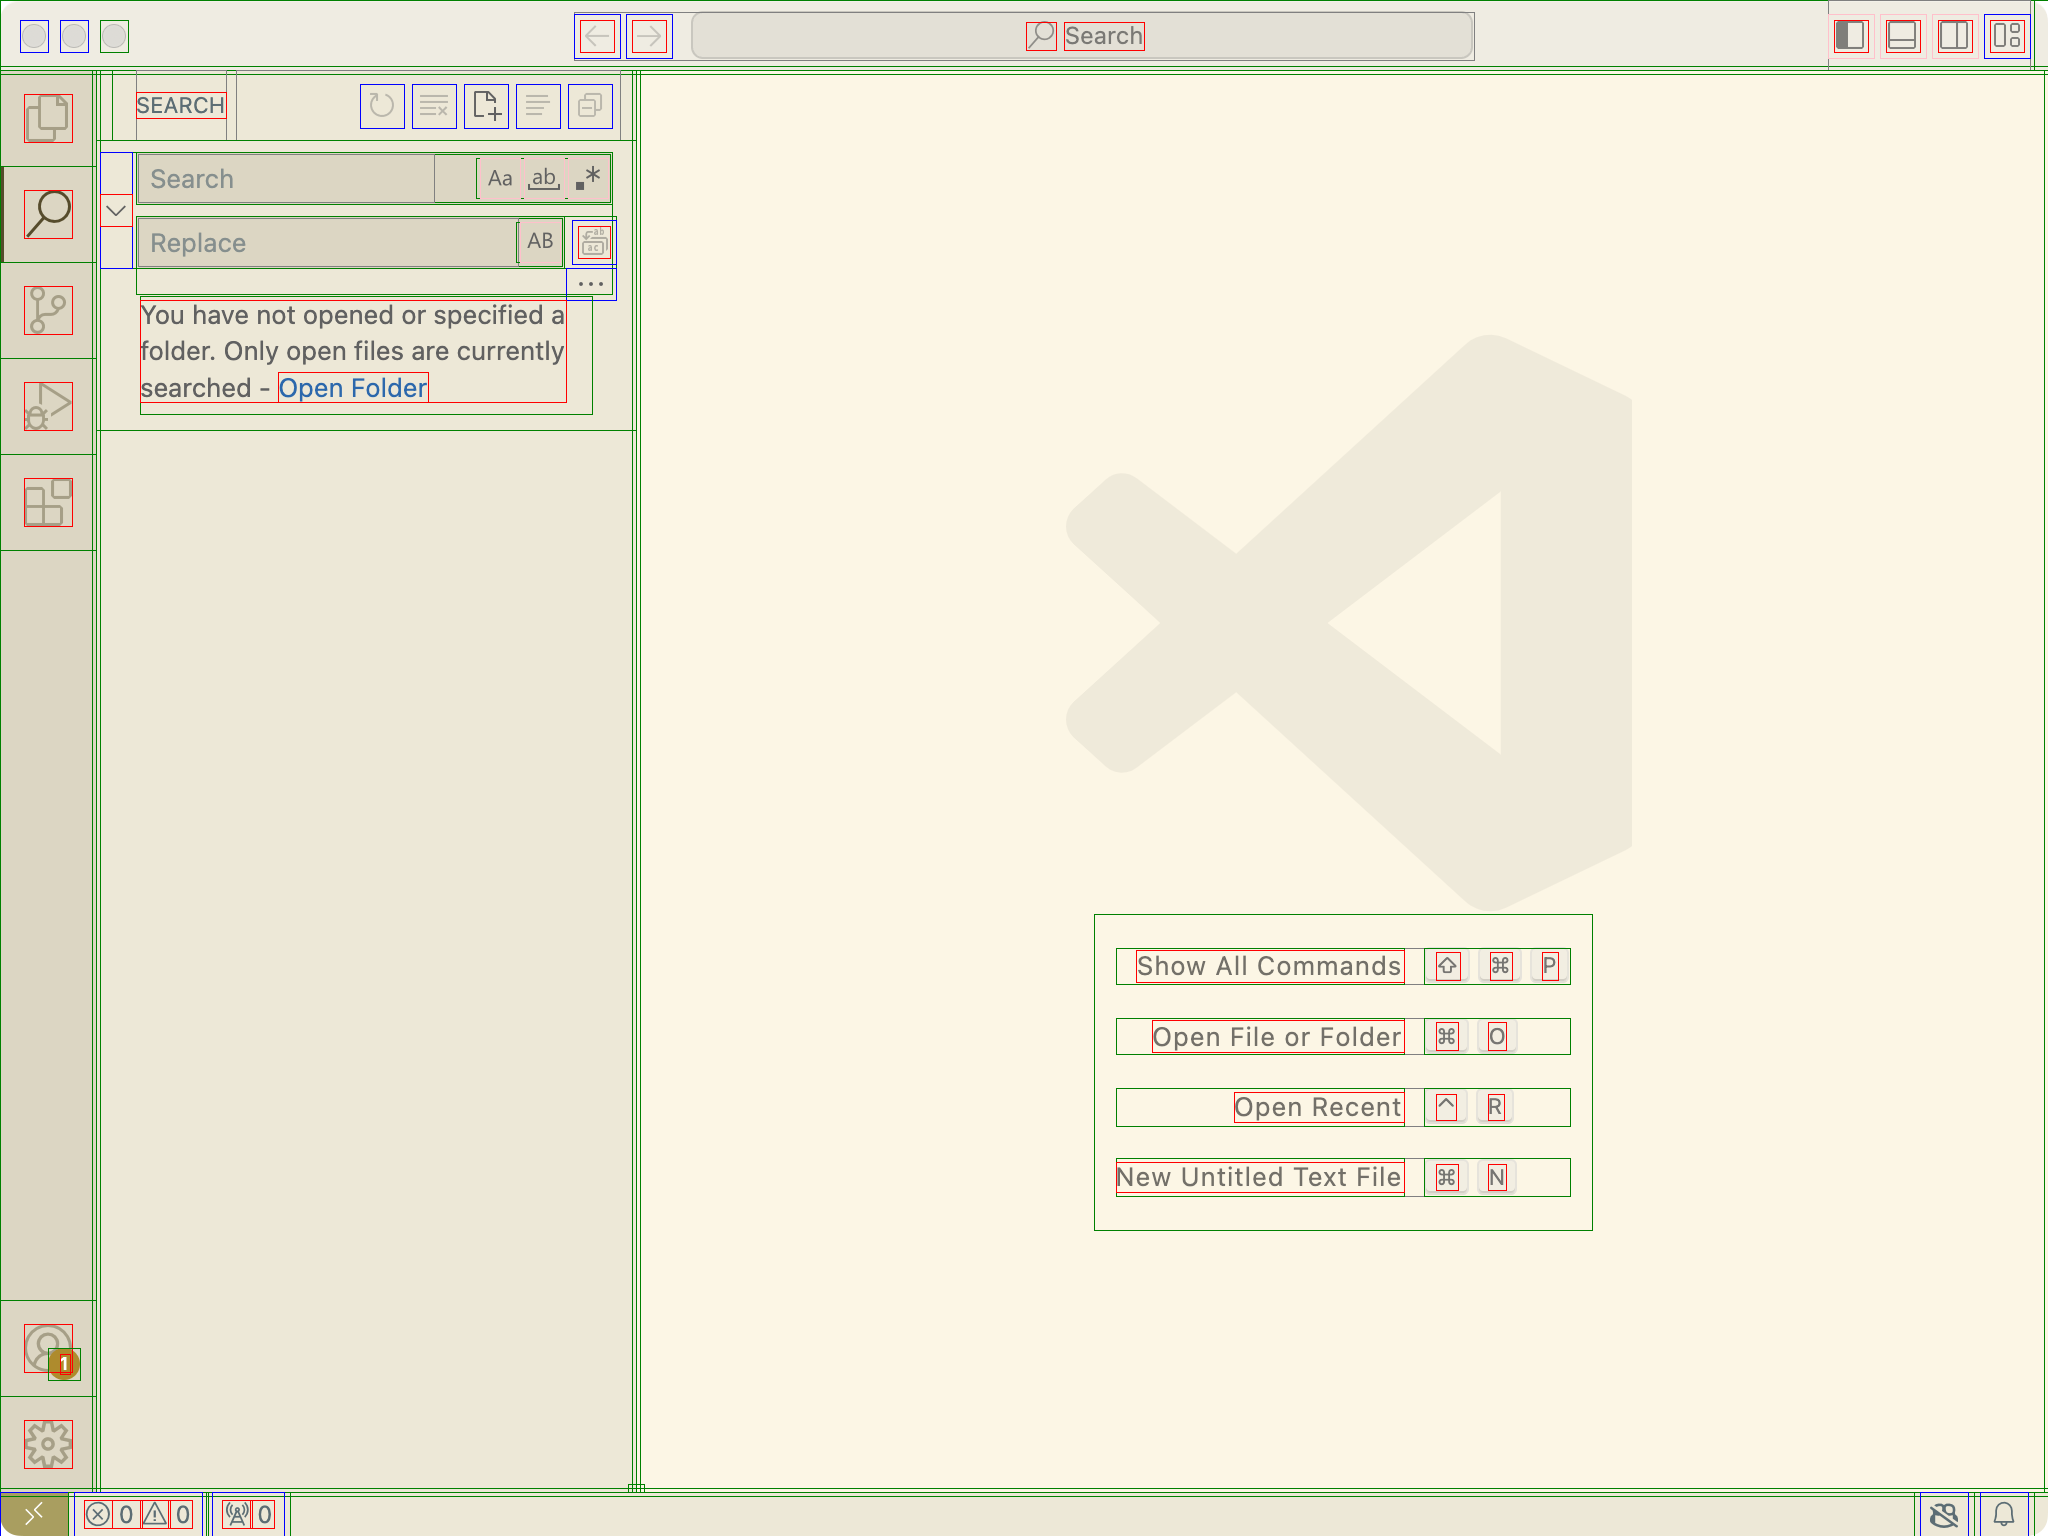 Search
SEARCH
Search
Aa
ab
.*
Replace
AB
ab
ac
...
You have not opened or specified a
folder. Only open files are currently
searched - Open Folder
Show All Commands ⇧ ⌘ P
Open File or Folder ⌘ O
Open Recent ^ R
New Untitled Text File ⌘ N
1
0 0 0